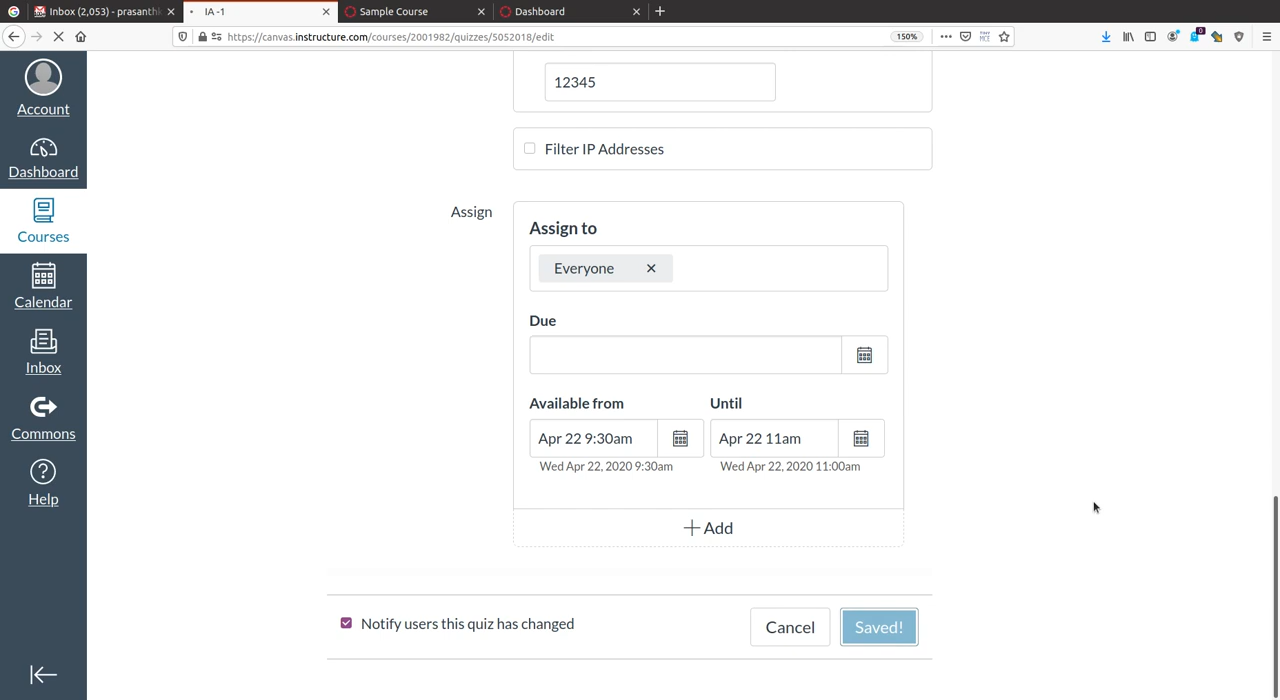 Inbox (2,053) - prasanthk
IA -1
Sample Course
Dashboard
https://canvas.instructure.com/courses/2001982/quizzes/5052018/edit
150%
0
Account
Dashboard
Courses
Calendar
Inbox
Commons
Help
12345
Filter IP Addresses
Assign
Assign to
Everyone
Due
Available from Until
Apr 22 9:30am Apr 22 11am
Wed Apr 22, 2020 9:30am Wed Apr 22, 2020 11:00am
Add
Notify users this quiz has changed
Cancel Saved!